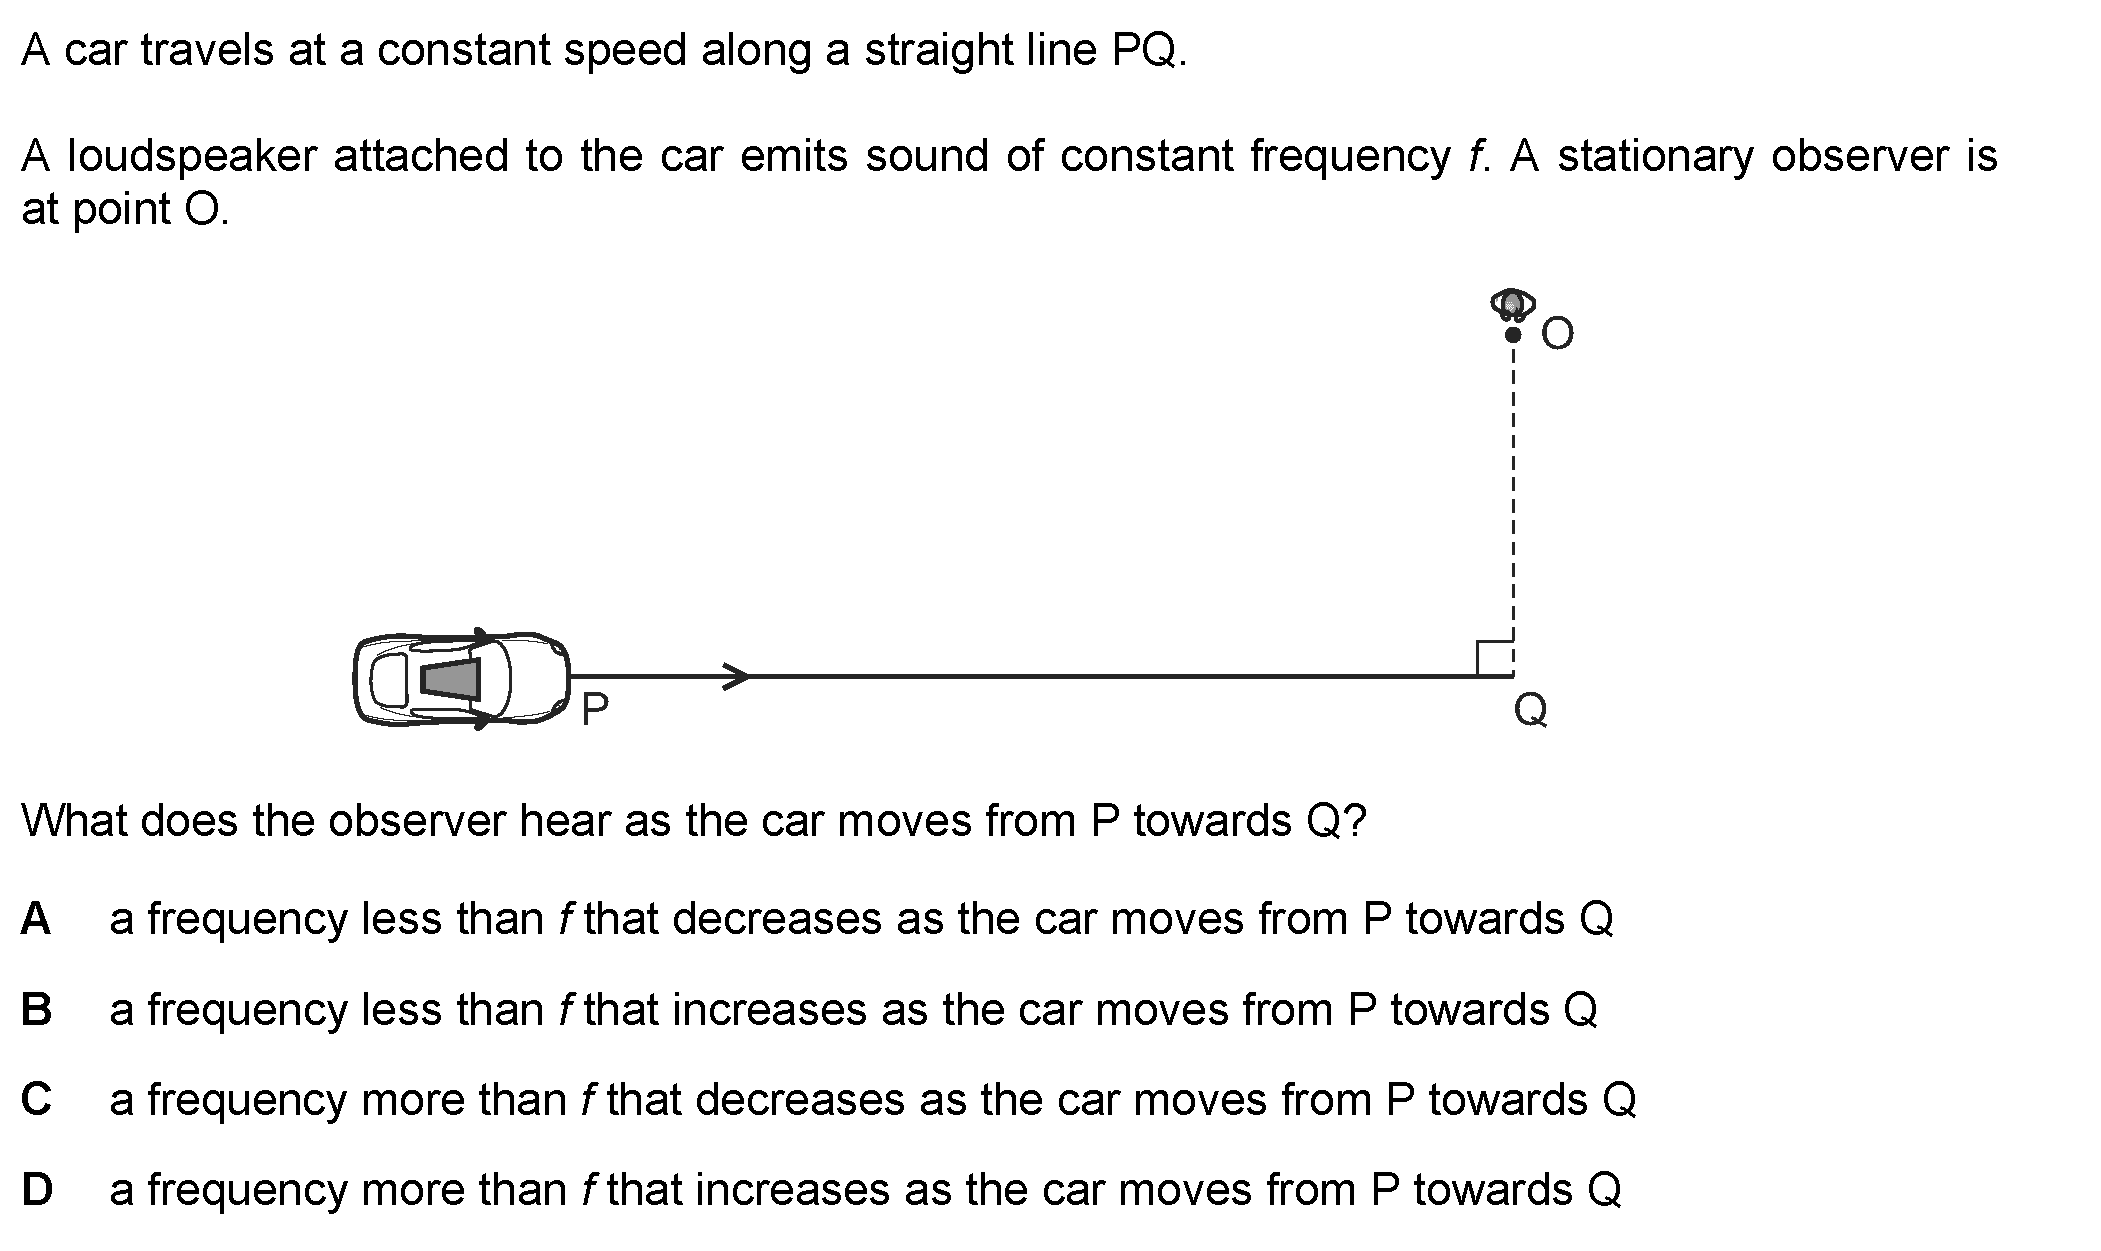 A car travels at a constant speed along a straight line PQ.
A loudspeaker attached to the car emits sound of constant frequency f. A stationary observer is
at point O.
O
P
Q
What does the observer hear as the car moves from P towards Q?
A a frequency less than f that decreases as the car moves from P towards Q
B a frequency less than f that increases as the car moves from P towards Q
C a frequency more than f that decreases as the car moves from P towards Q
D a frequency more than f that increases as the car moves from P towards Q